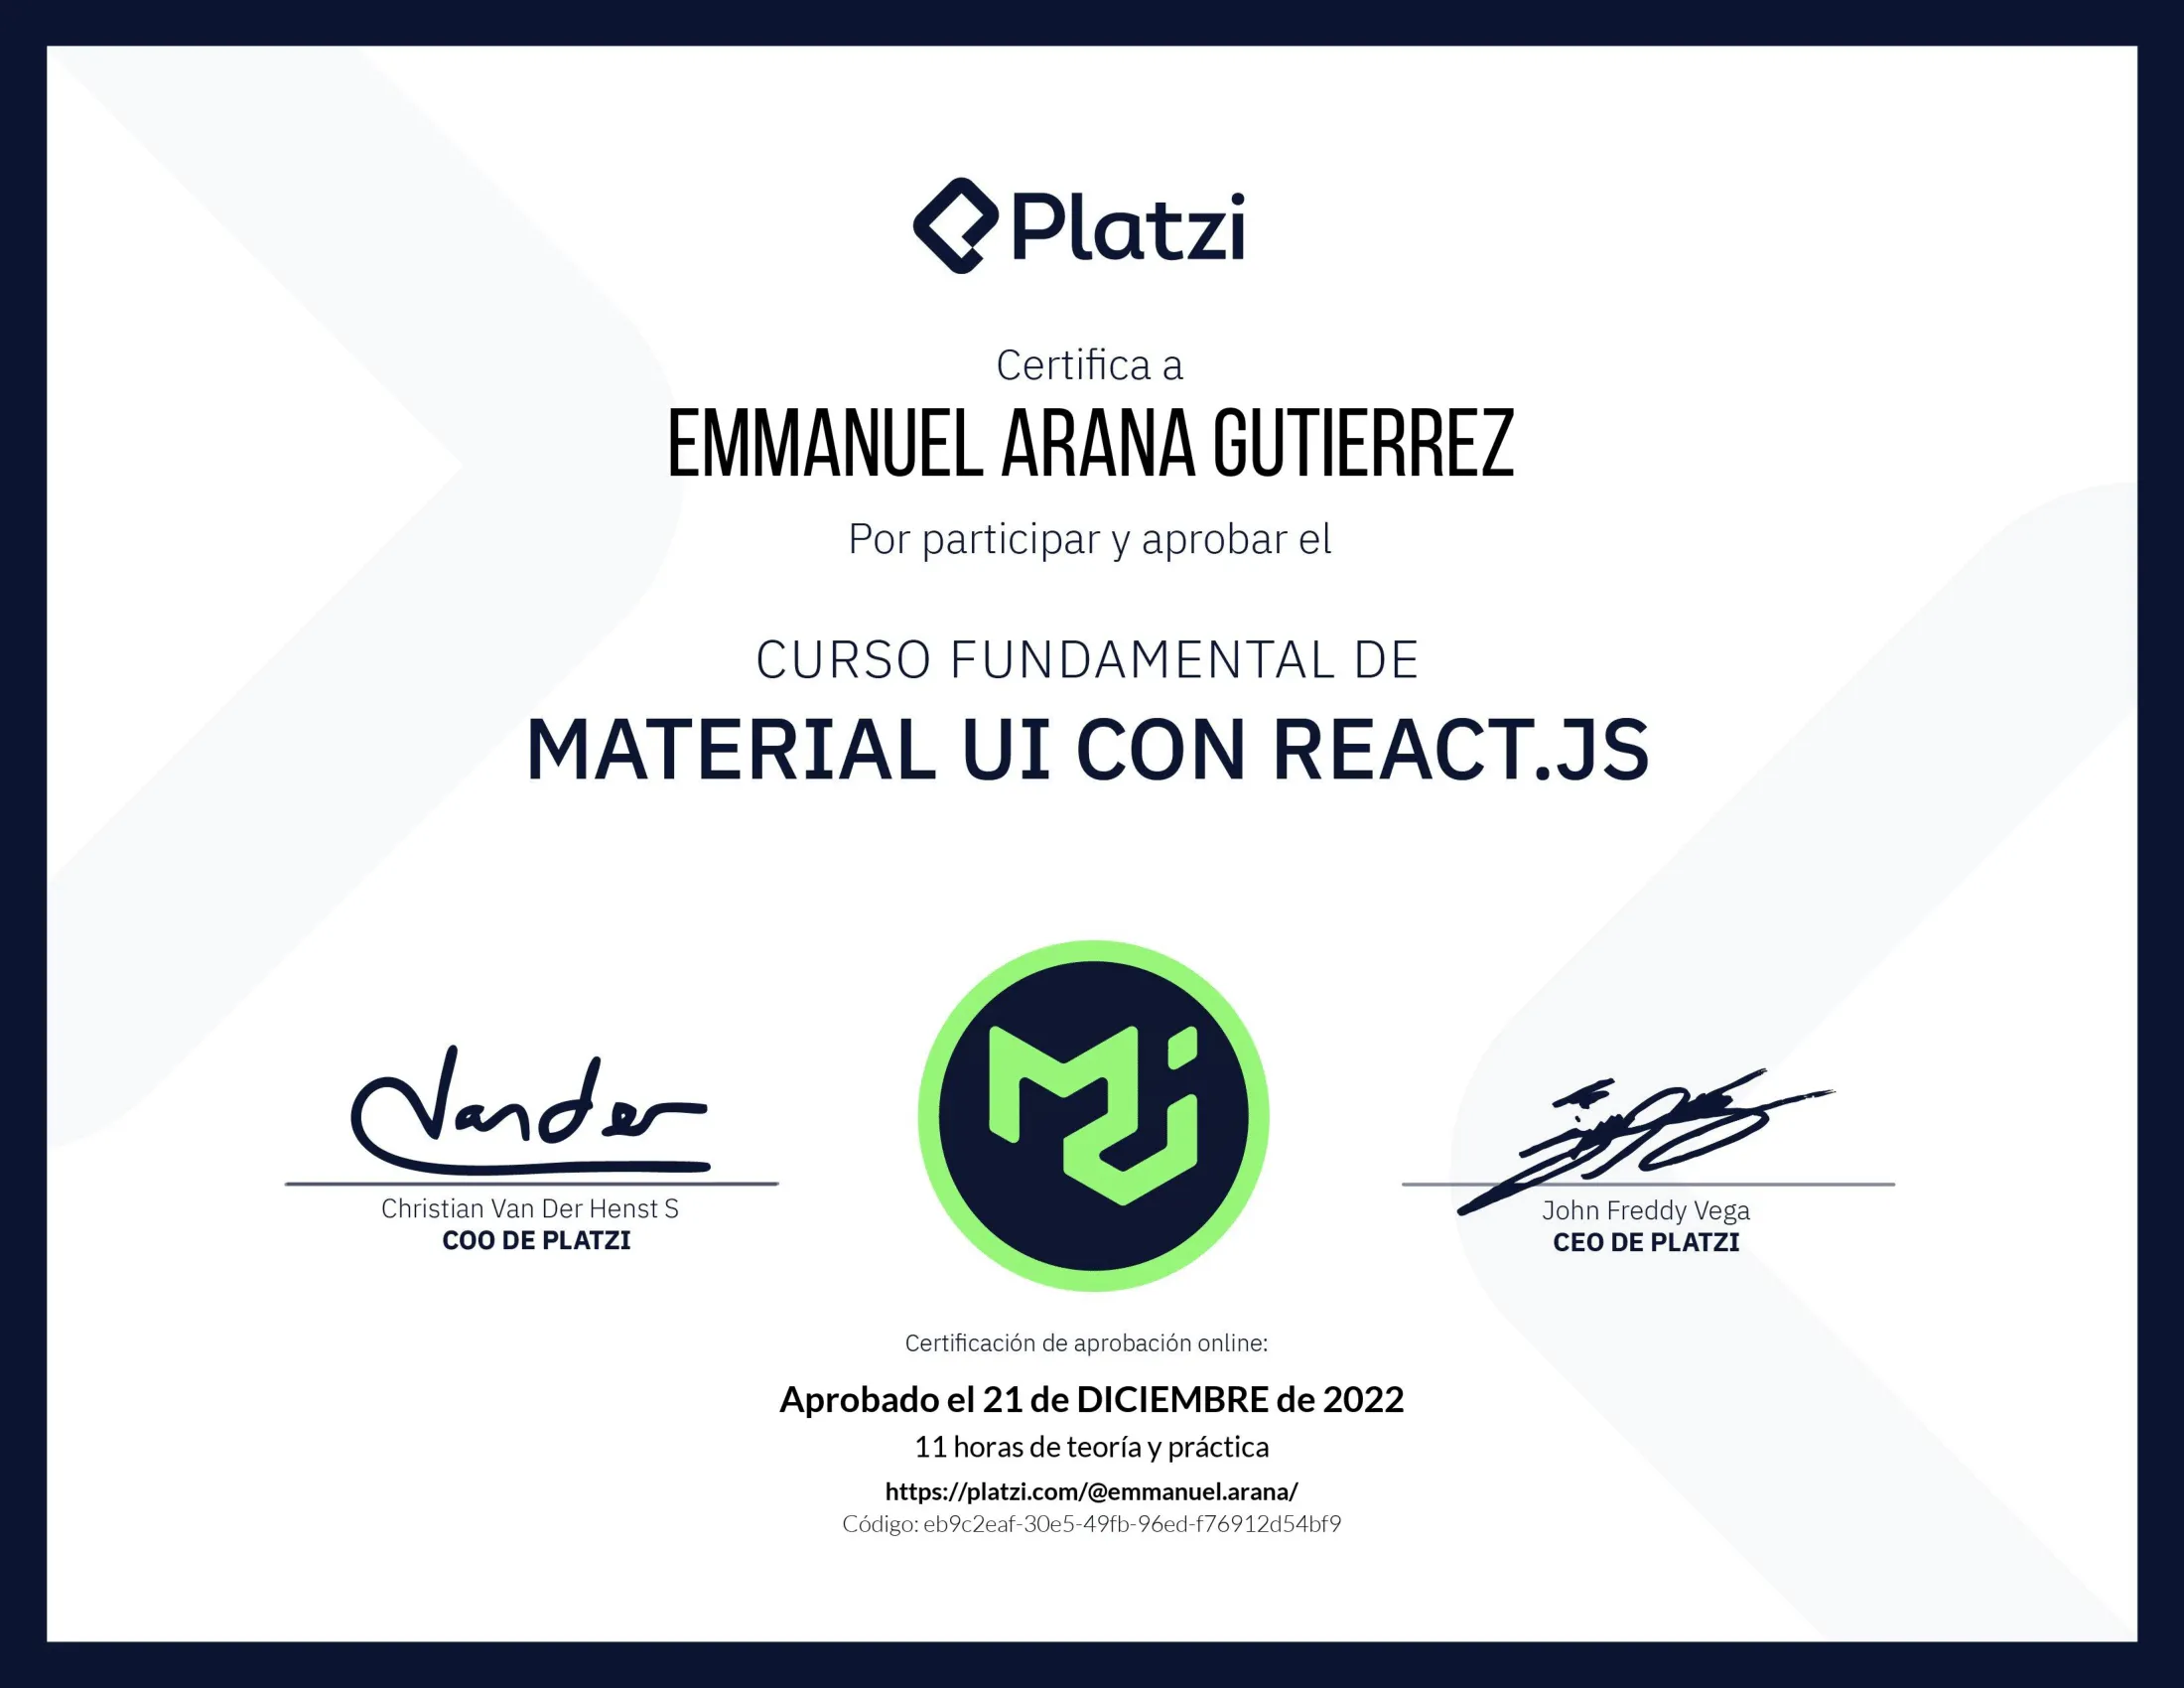 Platzi
Certifica a
EMMANUEL ARANA GUTIERREZ
Por participar y aprobar el
CURSO FUNDAMENTAL DE
MATERIAL UI CON REACT.JS
Vander
Christian Van Der Henst S
COO DE PLATZI
John Freddy Vega
CEO DE PLATZI
Certificación de aprobación online:
Aprobado el 21 de DICIEMBRE de 2022
11 horas de teoría y práctica
https://platzi.com/@emmanuel.arana/
Código: eb9c2eaf-30e5-49fb-96ed-f76912d54bf9